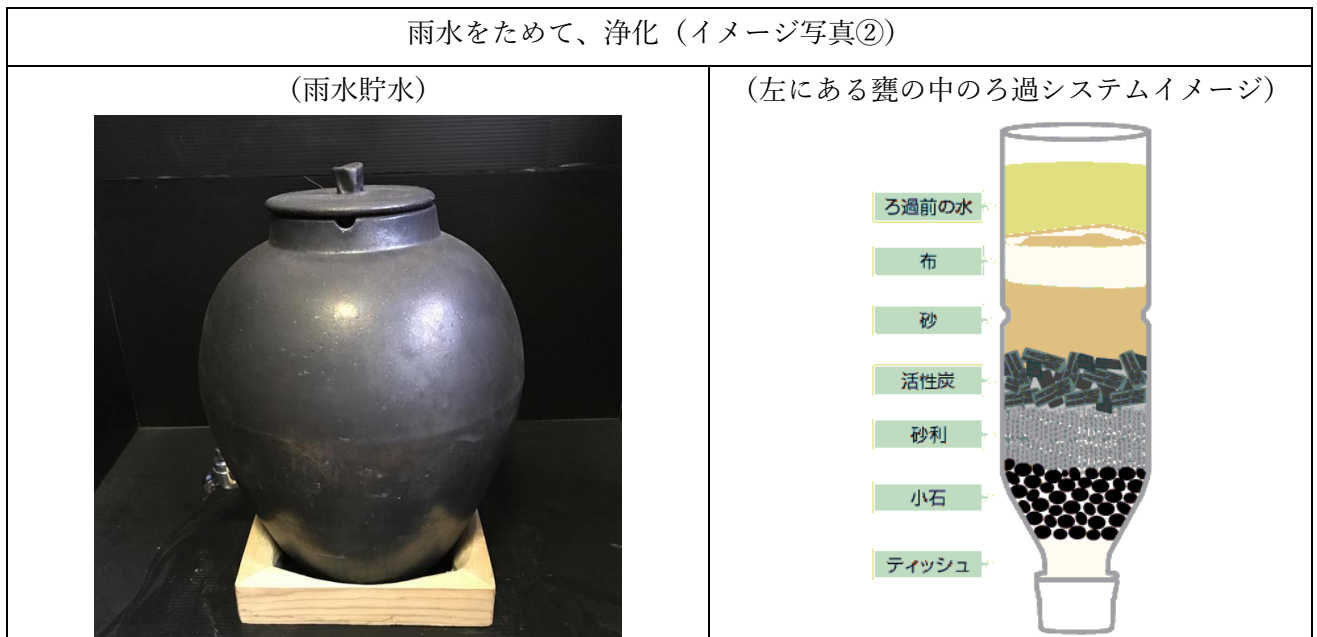 雨水をためて、浄化（イメージ写真②）
（雨水貯水）
（左にある甕の中のろ過システムイメージ）
ろ過前の水
布
砂
活性炭
砂利
小石
ティッシュ